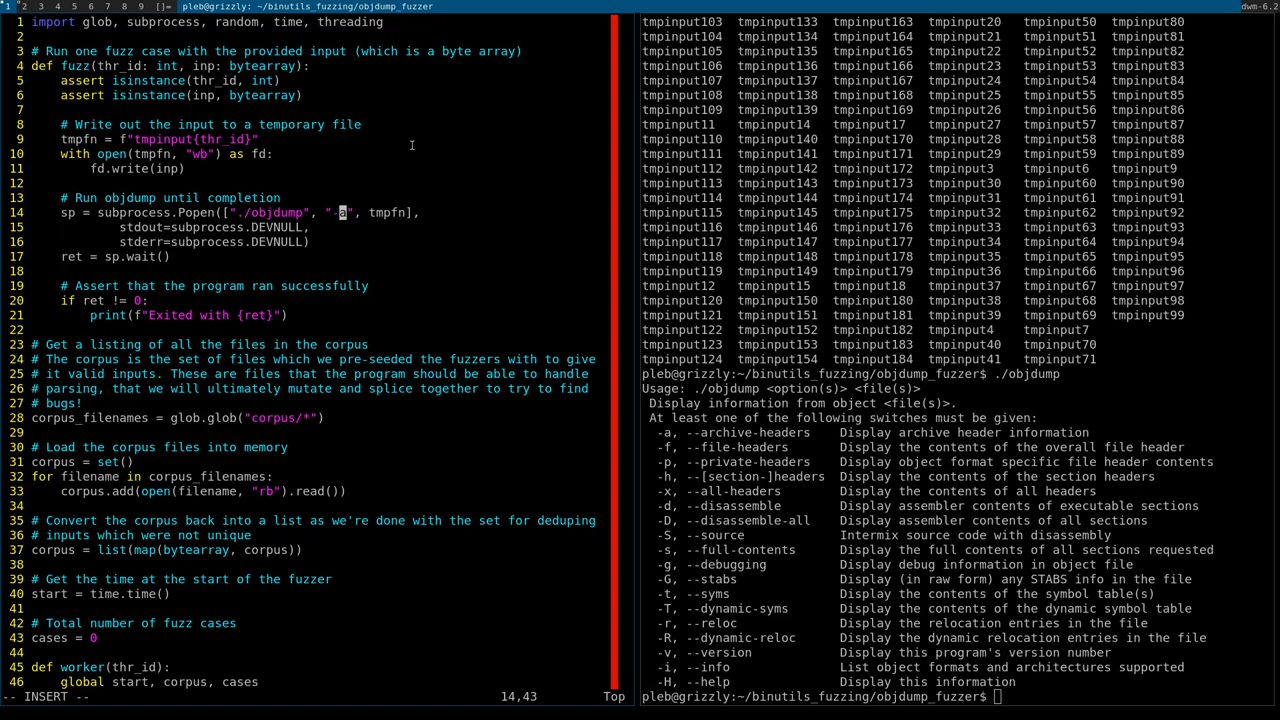 1 2 3 4 5 6 7 8 9 []= pleb@grizzly: ~/binutils_fuzzing/objdump_fuzzer dwm-6.2
1 import glob, subprocess, random, time, threading
2
3 # Run one fuzz case with the provided input (which is a byte array)
4 def fuzz(thr_id: int, inp: bytearray):
5     assert isinstance(thr_id, int)
6     assert isinstance(inp, bytearray)
7
8     # Write out the input to a temporary file
9     tmpfn = f"tmpinput{thr_id}"
10     with open(tmpfn, "wb") as fd:
11         fd.write(inp)
12
13     # Run objdump until completion
14     sp = subprocess.Popen(["./objdump", "-a", tmpfn],
15             stdout=subprocess.DEVNULL,
16             stderr=subprocess.DEVNULL)
17     ret = sp.wait()
18
19     # Assert that the program ran successfully
20     if ret != 0:
21         print(f"Exited with {ret}")
22
23 # Get a listing of all the files in the corpus
24 # The corpus is the set of files which we pre-seeded the fuzzers with to give
25 # it valid inputs. These are files that the program should be able to handle
26 # parsing, that we will ultimately mutate and splice together to try to find
27 # bugs!
28 corpus_filenames = glob.glob("corpus/*")
29
30 # Load the corpus files into memory
31 corpus = set()
32 for filename in corpus_filenames:
33     corpus.add(open(filename, "rb").read())
34
35 # Convert the corpus back into a list as we're done with the set for deduping
36 # inputs which were not unique
37 corpus = list(map(bytearray, corpus))
38
39 # Get the time at the start of the fuzzer
40 start = time.time()
41
42 # Total number of fuzz cases
43 cases = 0
44
45 def worker(thr_id):
46     global start, corpus, cases
-- INSERT -- 14,43 Top
tmpinput103 tmpinput133 tmpinput163 tmpinput20 tmpinput50 tmpinput80
tmpinput104 tmpinput134 tmpinput164 tmpinput21 tmpinput51 tmpinput81
tmpinput105 tmpinput135 tmpinput165 tmpinput22 tmpinput52 tmpinput82
tmpinput106 tmpinput136 tmpinput166 tmpinput23 tmpinput53 tmpinput83
tmpinput107 tmpinput137 tmpinput167 tmpinput24 tmpinput54 tmpinput84
tmpinput108 tmpinput138 tmpinput168 tmpinput25 tmpinput55 tmpinput85
tmpinput109 tmpinput139 tmpinput169 tmpinput26 tmpinput56 tmpinput86
tmpinput11 tmpinput14 tmpinput17 tmpinput27 tmpinput57 tmpinput87
tmpinput110 tmpinput140 tmpinput170 tmpinput28 tmpinput58 tmpinput88
tmpinput111 tmpinput141 tmpinput171 tmpinput29 tmpinput59 tmpinput89
tmpinput112 tmpinput142 tmpinput172 tmpinput3 tmpinput6 tmpinput9
tmpinput113 tmpinput143 tmpinput173 tmpinput30 tmpinput60 tmpinput90
tmpinput114 tmpinput144 tmpinput174 tmpinput31 tmpinput61 tmpinput91
tmpinput115 tmpinput145 tmpinput175 tmpinput32 tmpinput62 tmpinput92
tmpinput116 tmpinput146 tmpinput176 tmpinput33 tmpinput63 tmpinput93
tmpinput117 tmpinput147 tmpinput177 tmpinput34 tmpinput64 tmpinput94
tmpinput118 tmpinput148 tmpinput178 tmpinput35 tmpinput65 tmpinput95
tmpinput119 tmpinput149 tmpinput179 tmpinput36 tmpinput66 tmpinput96
tmpinput12 tmpinput15 tmpinput18 tmpinput37 tmpinput67 tmpinput97
tmpinput120 tmpinput150 tmpinput180 tmpinput38 tmpinput68 tmpinput98
tmpinput121 tmpinput151 tmpinput181 tmpinput39 tmpinput69 tmpinput99
tmpinput122 tmpinput152 tmpinput182 tmpinput4 tmpinput7
tmpinput123 tmpinput153 tmpinput183 tmpinput40 tmpinput70
tmpinput124 tmpinput154 tmpinput184 tmpinput41 tmpinput71
pleb@grizzly:~/binutils_fuzzing/objdump_fuzzer$ ./objdump
Usage: ./objdump <option(s)> <file(s)>
 Display information from object <file(s)>.
 At least one of the following switches must be given:
  -a, --archive-headers    Display archive header information
  -f, --file-headers       Display the contents of the overall file header
  -p, --private-headers    Display object format specific file header contents
  -h, --[section-]headers  Display the contents of the section headers
  -x, --all-headers        Display the contents of all headers
  -d, --disassemble        Display assembler contents of executable sections
  -D, --disassemble-all    Display assembler contents of all sections
  -S, --source             Intermix source code with disassembly
  -s, --full-contents      Display the full contents of all sections requested
  -g, --debugging          Display debug information in object file
  -G, --stabs              Display (in raw form) any STABS info in the file
  -t, --syms               Display the contents of the symbol table(s)
  -T, --dynamic-syms       Display the contents of the dynamic symbol table
  -r, --reloc              Display the relocation entries in the file
  -R, --dynamic-reloc      Display the dynamic relocation entries in the file
  -v, --version            Display this program's version number
  -i, --info               List object formats and architectures supported
  -H, --help               Display this information
pleb@grizzly:~/binutils_fuzzing/objdump_fuzzer$